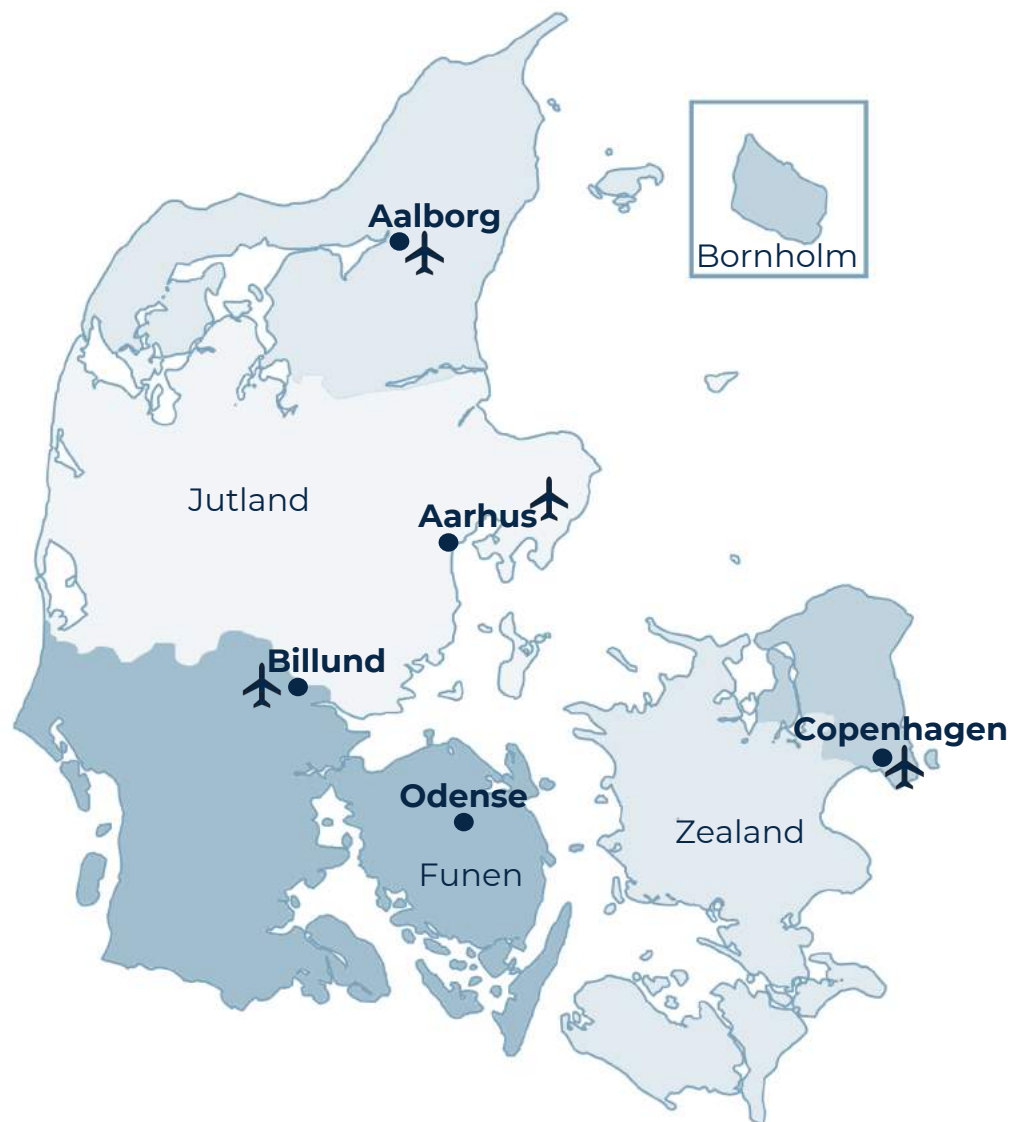 Aalborg
Bornholm
Jutland
Aarhus
Billund
Copenhagen
Odense
Zealand
Funen